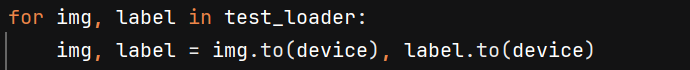 for img, label in test_loader:
    img, label = img.to(device), label.to(device)